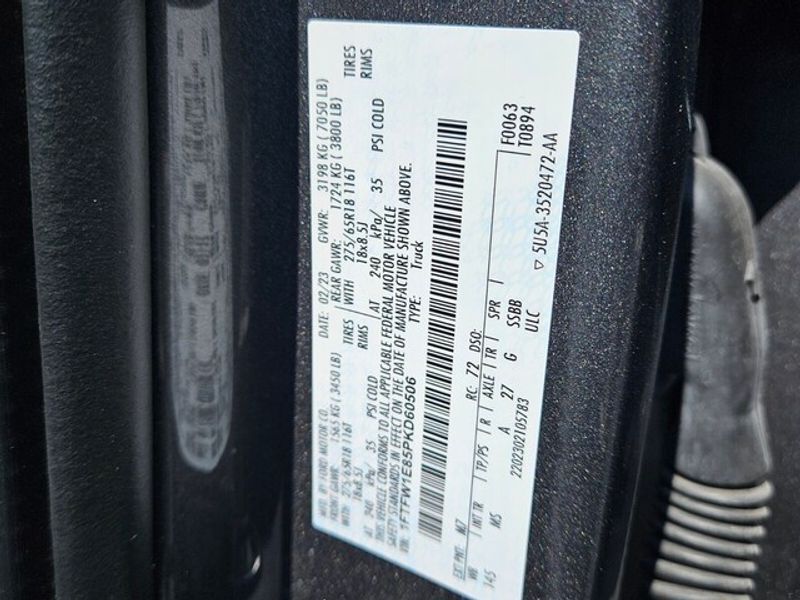 MFD. BY FORD MOTOR CO.
DATE: 02/23 GVWR: 3198 KG ( 7050 LB)
FRONT GAWR: 1565 KG ( 3450 LB) REAR GAWR: 1724 KG ( 3800 LB)
WITH 275/65R18 116T TIRES WITH 275/65R18 116T TIRES
18x8.5J RIMS 18x8.5J RIMS
AT 240 kPa/ 35 PSI COLD AT 240 kPa/ 35 PSI COLD
THIS VEHICLE CONFORMS TO ALL APPLICABLE FEDERAL MOTOR VEHICLE
SAFETY STANDARDS IN EFFECT ON THE DATE OF MANUFACTURE SHOWN ABOVE.
VIN: 1FTFW1E85PKD60506 TYPE: Truck
EXT PNT: M7 RC: 72 DSO: F0063
T0894
WB INT TR TP/PS R AXLE TR SPR
145 MS A 27 G SSBB
2202302105783 ULC ▽ 5U5A-3520472-AA